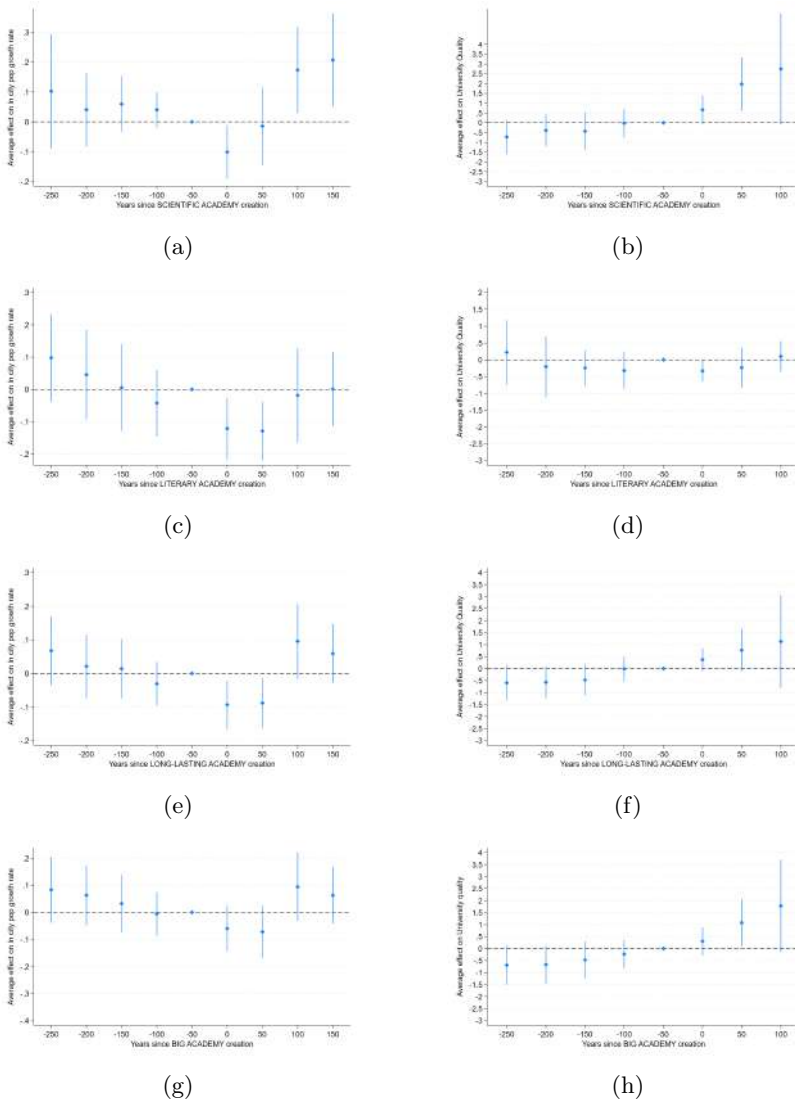 Average effect on ln city pop growth rate
.3
.2
.1
0
-.1
-.2
-250 -200 -150 -100 -50 0 50 100 150
Years since SCIENTIFIC ACADEMY creation
(a)
Average effect on University Quality
4
3.5
3
2.5
2
1.5
1
.5
0
-.5
-1
-1.5
-2
-2.5
-3
-250 -200 -150 -100 -50 0 50 100
Years since SCIENTIFIC ACADEMY creation
(b)
Average effect on ln city pop growth rate
.3
.2
.1
0
-.1
-.2
-250 -200 -150 -100 -50 0 50 100 150
Years since LITERARY ACADEMY creation
(c)
Average effect on University Quality
2
1.5
1
.5
0
-.5
-1
-1.5
-2
-2.5
-3
-250 -200 -150 -100 -50 0 50 100
Years since LITERARY ACADEMY creation
(d)
Average effect on ln city pop growth rate
.3
.2
.1
0
-.1
-.2
-250 -200 -150 -100 -50 0 50 100 150
Years since LONG-LASTING ACADEMY creation
(e)
Average effect on University Quality
4
3.5
3
2.5
2
1.5
1
.5
0
-.5
-1
-1.5
-2
-2.5
-3
-250 -200 -150 -100 -50 0 50 100
Years since LONG-LASTING ACADEMY creation
(f)
Average effect on ln city pop growth rate
.2
.1
0
-.1
-.2
-.3
-.4
-250 -200 -150 -100 -50 0 50 100 150
Years since BIG ACADEMY creation
(g)
Average effect on University quality
4
3.5
3
2.5
2
1.5
1
.5
0
-.5
-1
-1.5
-2
-2.5
-3
-250 -200 -150 -100 -50 0 50 100
Years since BIG ACADEMY creation
(h)